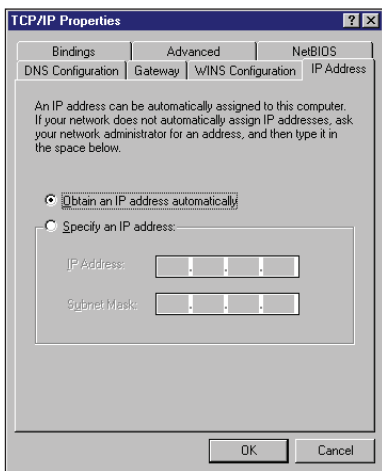 TCP/IP Properties
Bindings Advanced NetBIOS
DNS Configuration Gateway WINS Configuration IP Address
An IP address can be automatically assigned to this computer.
If your network does not automatically assign IP addresses, ask
your network administrator for an address, and then type it in
the space below.
Obtain an IP address automatically
Specify an IP address:
IP Address:
Subnet Mask:
OK Cancel